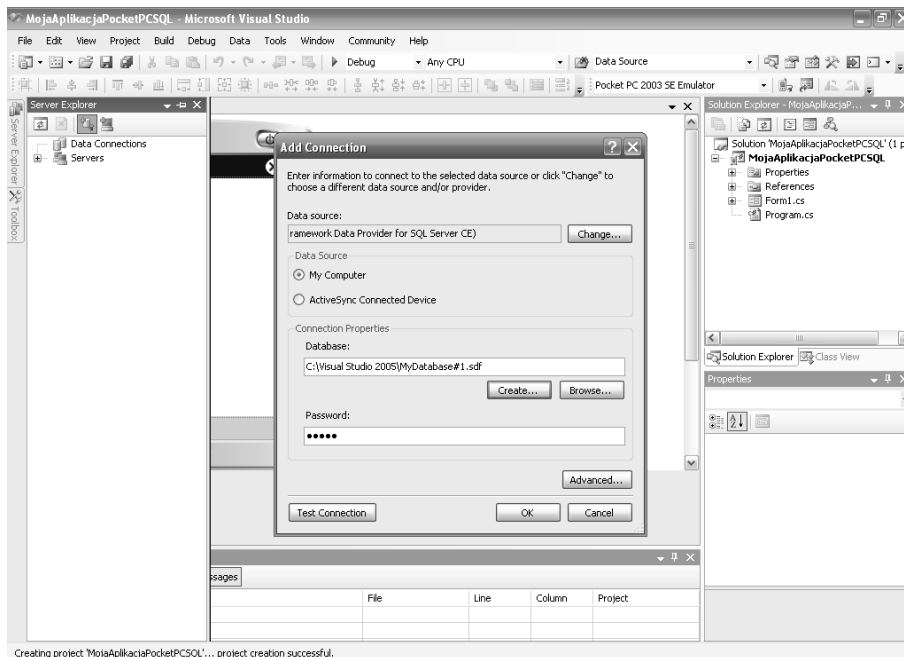 MojaAplikacjaPocketPCSQL - Microsoft Visual Studio
File Edit View Project Build Debug Data Tools Window Community Help
Debug Any CPU Data Source
Pocket PC 2003 SE Emulator
Server Explorer
Toolbox
Server Explorer
Data Connections
Servers
Add Connection
Enter information to connect to the selected data source or click "Change" to
choose a different data source and/or provider.
Data source:
ramework Data Provider for SQL Server CE)
Change...
Data Source
My Computer
ActiveSync Connected Device
Connection Properties
Database:
C:\Visual Studio 2005\MyDatabase#1.sdf
Create... Browse...
Password:
●●●●●
Advanced...
Test Connection OK Cancel
Solution Explorer - MojaAplikacjaP...
Solution 'MojaAplikacjaPocketPCSQL' (1 p
MojaAplikacjaPocketPCSQL
Properties
References
Form1.cs
Program.cs
Solution Explorer Class View
Properties
ssages
File Line Column Project
Creating project 'MojaAplikacjaPocketPCSQL'... project creation successful.